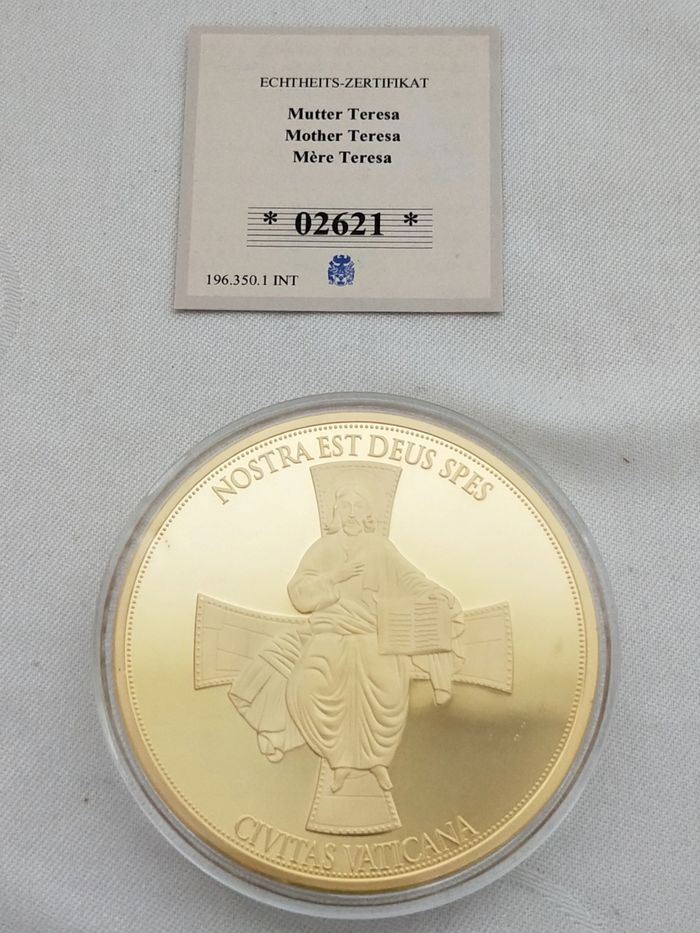 ECHTHEITS-ZERTIFIKAT
Mutter Teresa
Mother Teresa
Mère Teresa
* 02621 *
196.350.1 INT
NOSTRA EST DEUS SPES
CIVITAS VATICANA